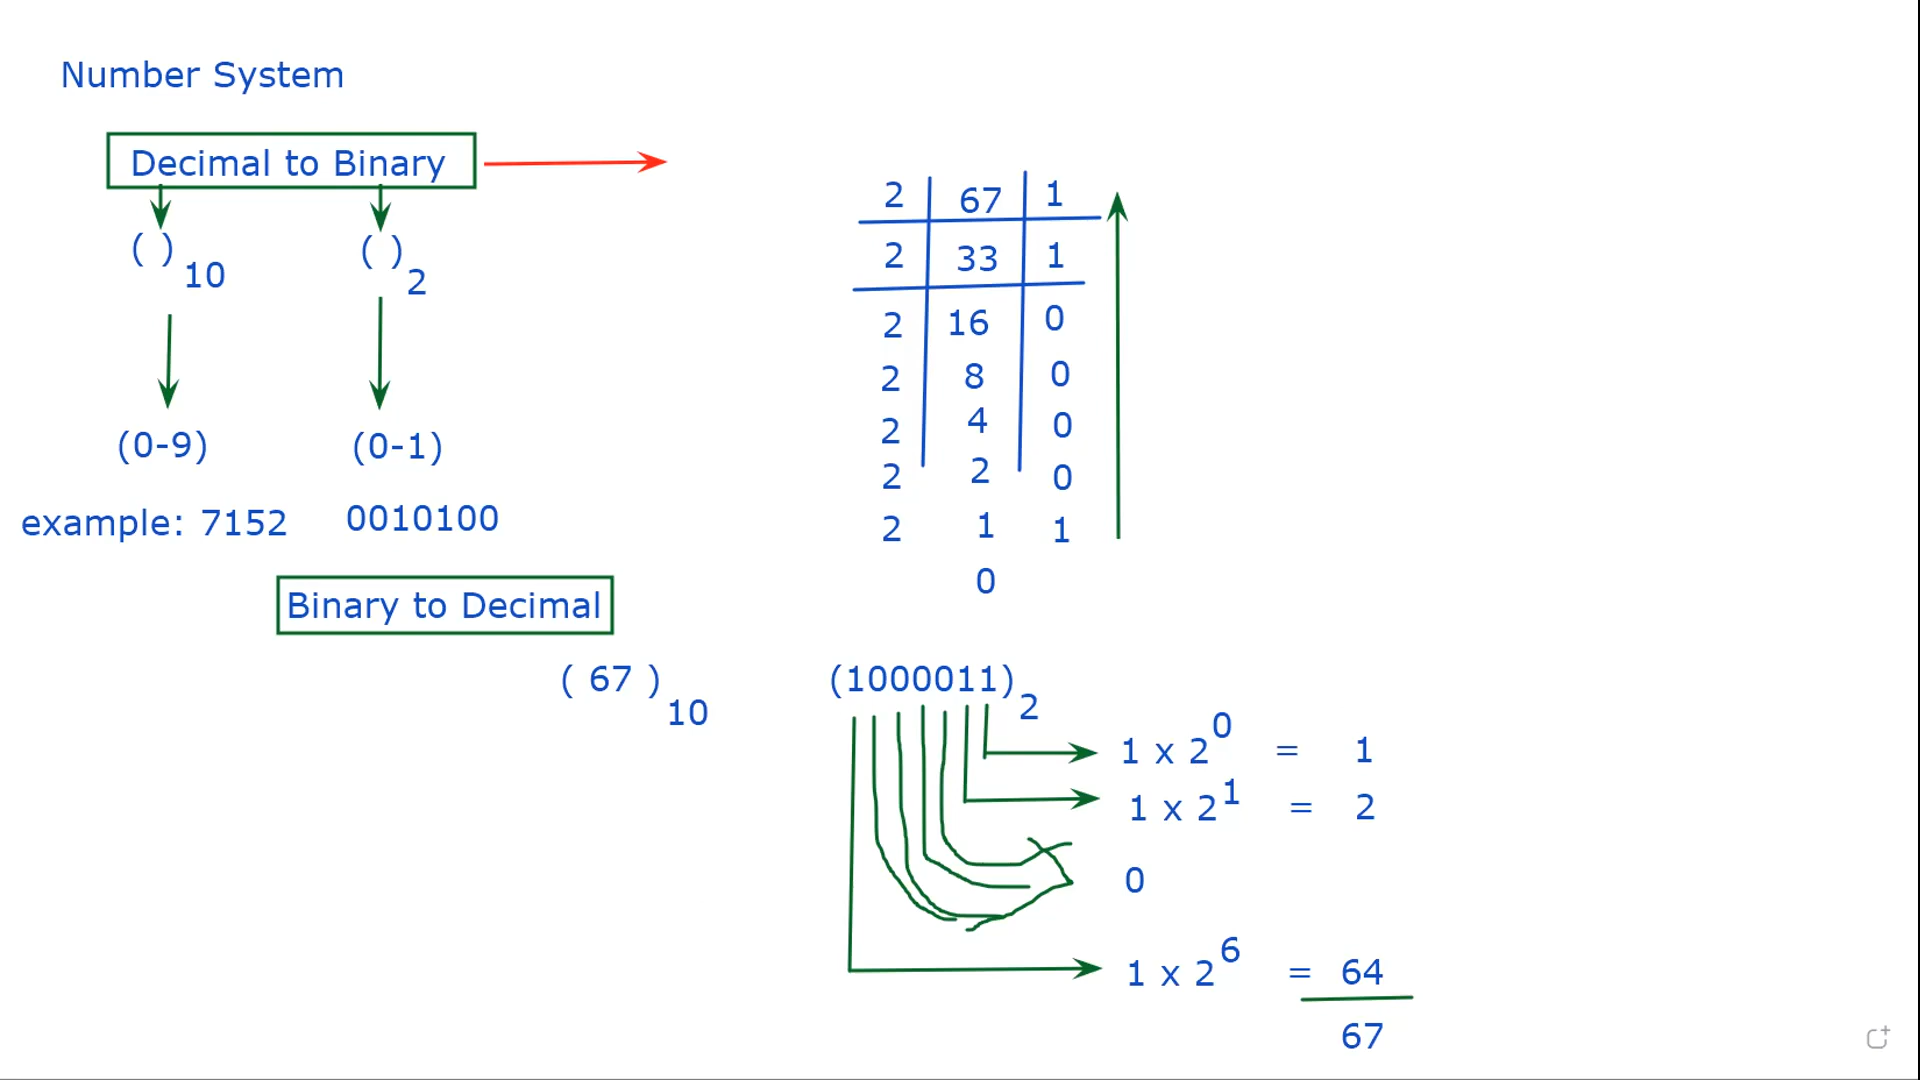 Number System
Decimal to Binary
( ) 10 ( ) 2
(0-9) (0-1)
example: 7152 0010100
2 67 1
2 33 1
2 16 0
2 8 0
2 4 0
2 2 0
2 1 1
0
Binary to Decimal
( 67 ) 10 (1000011) 2
1 x 2 0 = 1
1 x 2 1 = 2
0
1 x 2 6 = 64
67